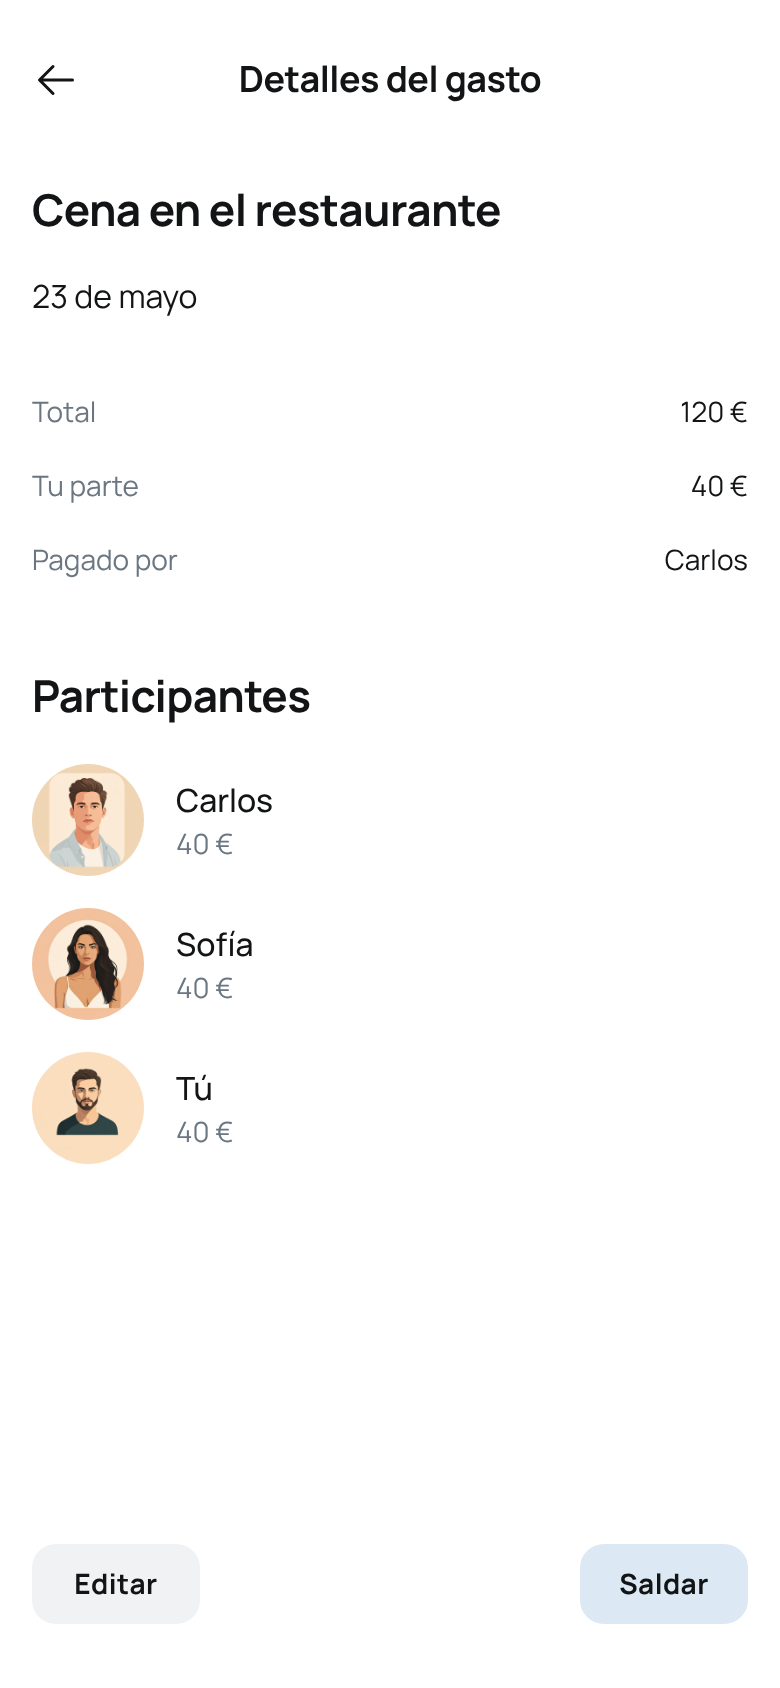 Detalles del gasto
Cena en el restaurante
23 de mayo
Total 120 €
Tu parte 40 €
Pagado por Carlos
Participantes
Carlos
40 €
Sofía
40 €
Tú
40 €
Editar Saldar